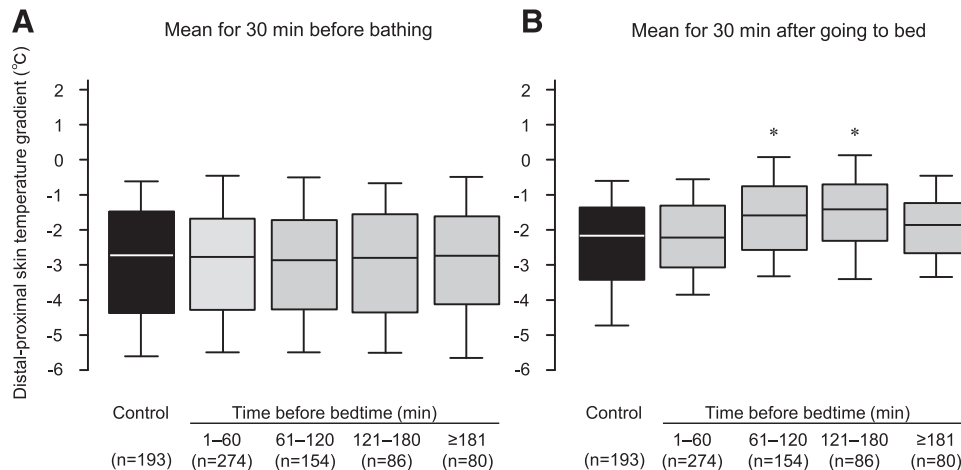 A
Mean for 30 min before bathing
Distal-proximal skin temperature gradient (°C)
2
1
0
-1
-2
-3
-4
-5
-6
Control
Time before bedtime (min)
1–60
61–120
121–180
≥181
(n=193)
(n=274)
(n=154)
(n=86)
(n=80)
B
Mean for 30 min after going to bed
2
1
0
-1
-2
-3
-4
-5
-6
*
*
Control
Time before bedtime (min)
1–60
61–120
121–180
≥181
(n=193)
(n=274)
(n=154)
(n=86)
(n=80)